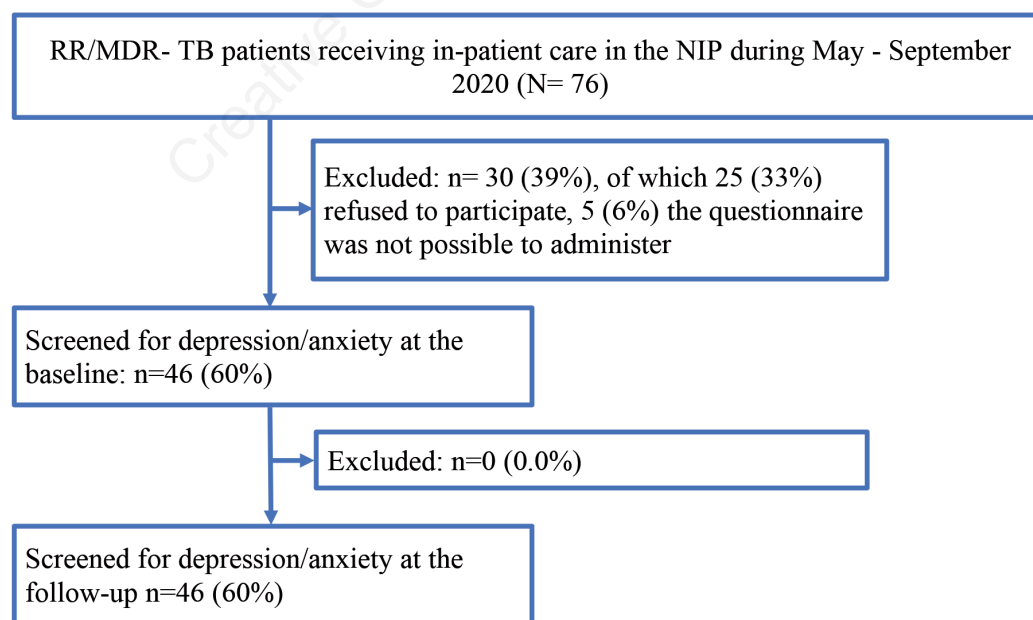 Creative
RR/MDR- TB patients receiving in-patient care in the NIP during May - September
2020 (N= 76)
Excluded: n= 30 (39%), of which 25 (33%)
refused to participate, 5 (6%) the questionnaire
was not possible to administer
Screened for depression/anxiety at the
baseline: n=46 (60%)
Excluded: n=0 (0.0%)
Screened for depression/anxiety at the
follow-up n=46 (60%)